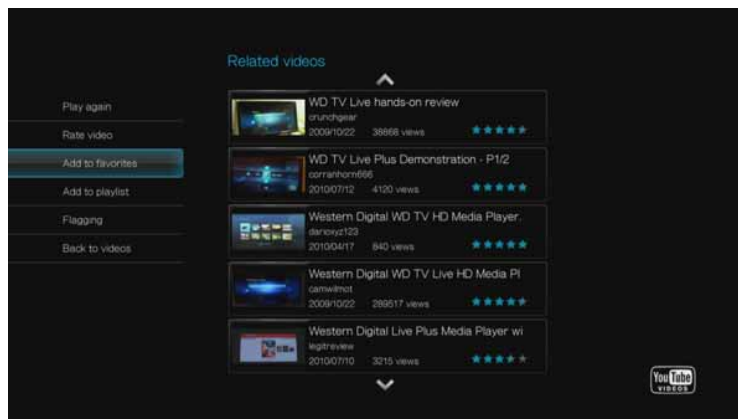 Related videos
Play again
Rate video
Add to favorites
Add to playlist
Flagging
Back to videos
WD TV Live hands-on review
crunchgear
2009/10/22 38668 views
WD TV Live Plus Demonstration - P1/2
corranhorn666
2010/07/12 4120 views
Western Digital WD TV HD Media Player.
darioxyz123
2010/04/17 840 views
Western Digital WD TV Live HD Media Pl
camwilmot
2009/10/22 289517 views
Western Digital Live Plus Media Player wi
legitreview
2010/07/10 3215 views
You Tube
VIDEOS